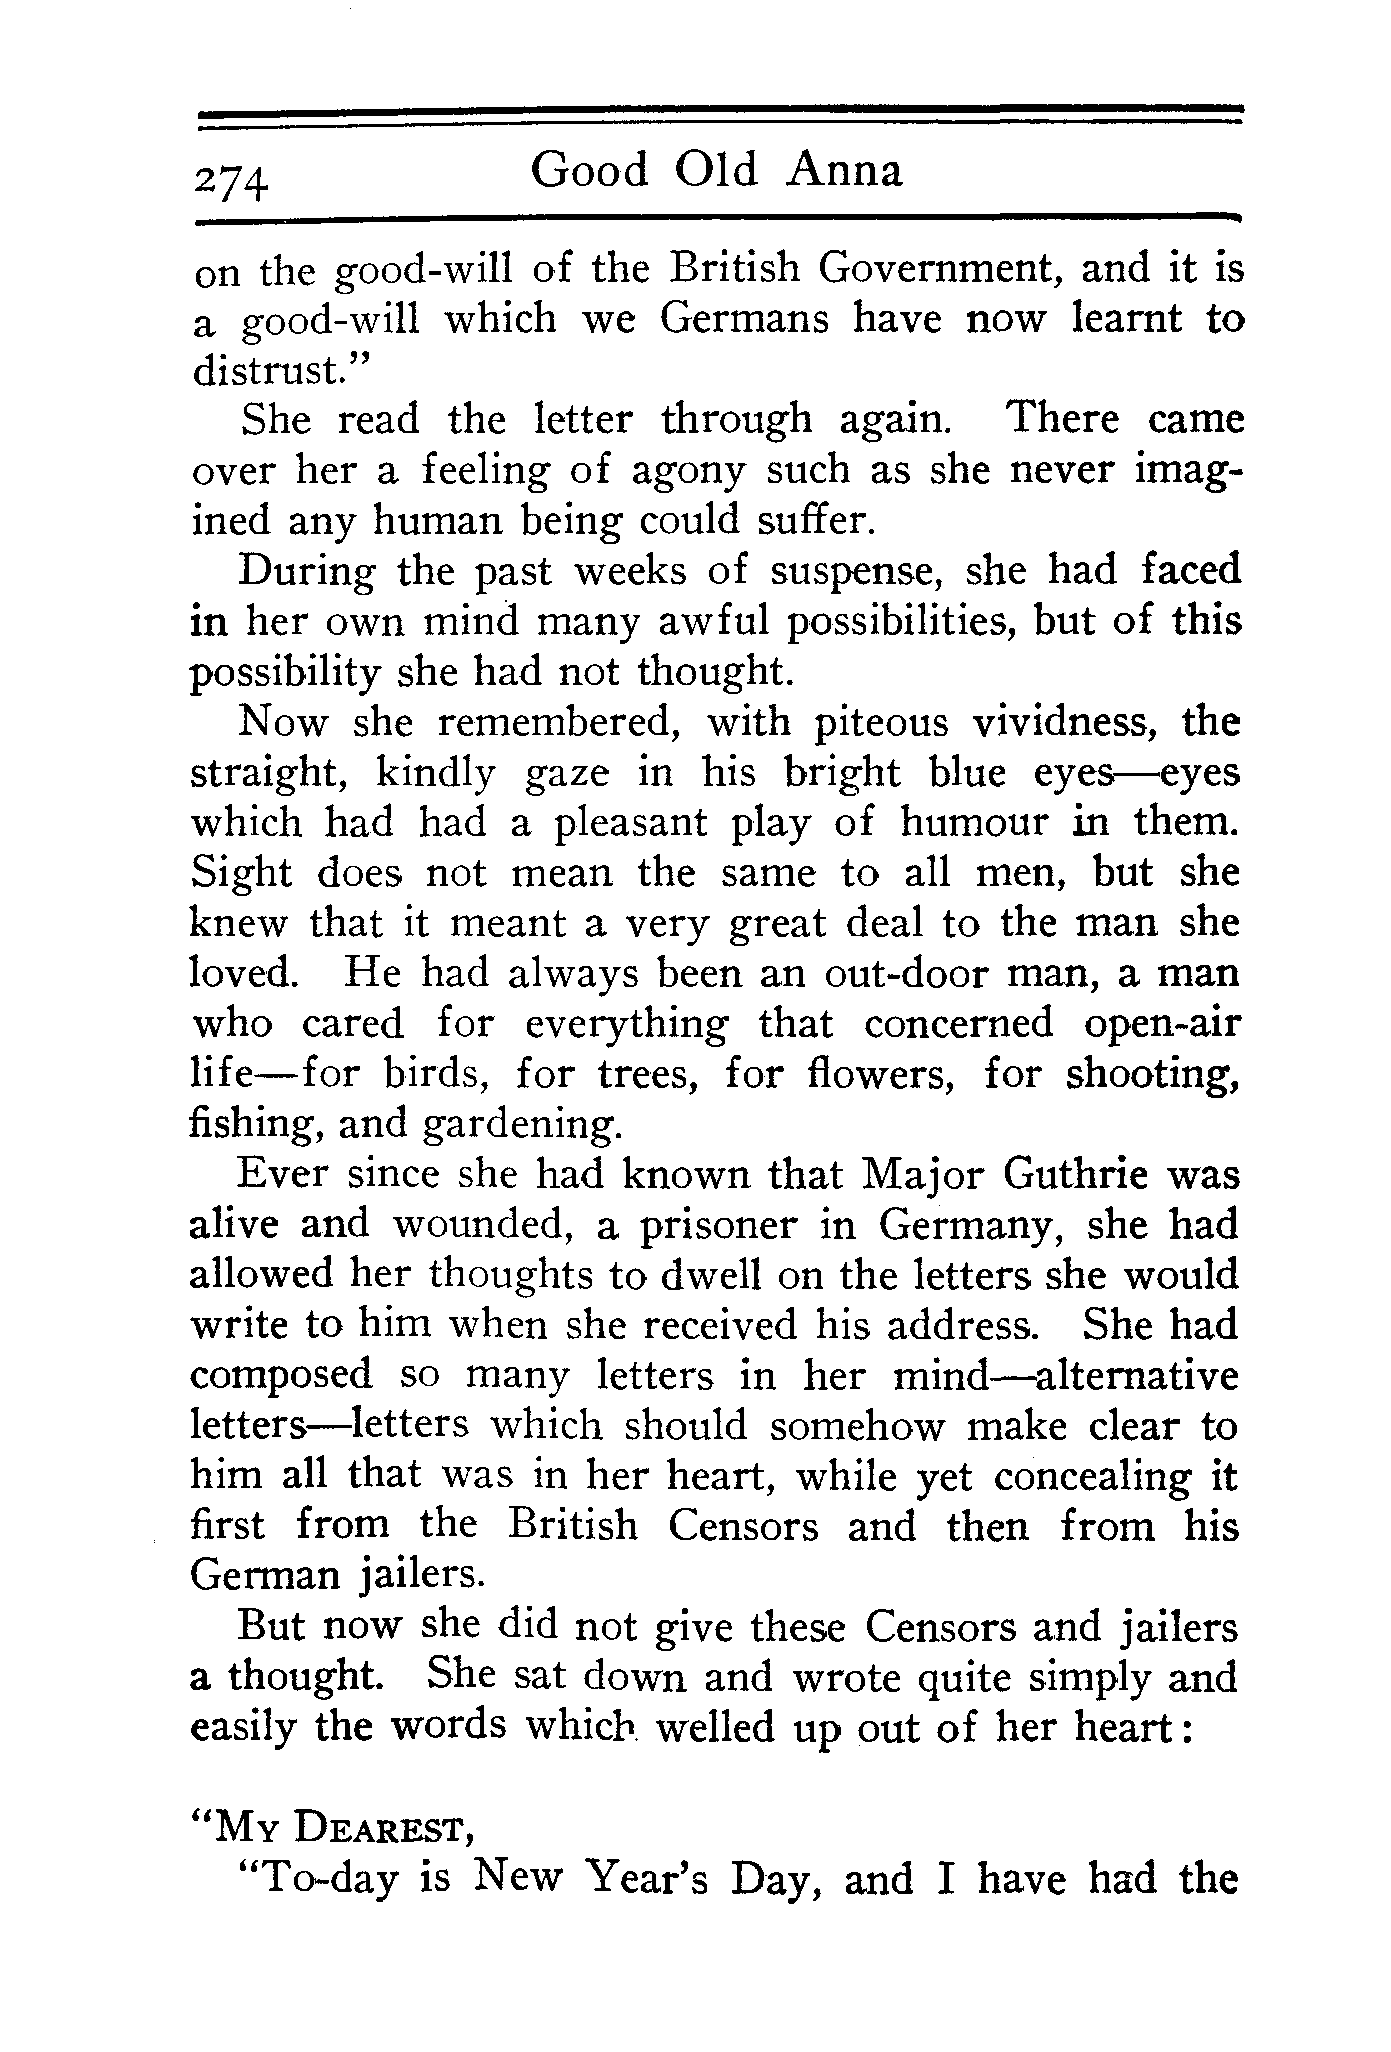 274 Good Old Anna
on the good-will of the British Government, and it is
a good-will which we Germans have now learnt to
distrust.”
She read the letter through again. There came
over her a feeling of agony such as she never imag-
ined any human being could suffer.
During the past weeks of suspense, she had faced
in her own mind many awful possibilities, but of this
possibility she had not thought.
Now she remembered, with piteous vividness, the
straight, kindly gaze in his bright blue eyes—eyes
which had had a pleasant play of humour in them.
Sight does not mean the same to all men, but she
knew that it meant a very great deal to the man she
loved. He had always been an out-door man, a man
who cared for everything that concerned open-air
life—for birds, for trees, for flowers, for shooting,
fishing, and gardening.
Ever since she had known that Major Guthrie was
alive and wounded, a prisoner in Germany, she had
allowed her thoughts to dwell on the letters she would
write to him when she received his address. She had
composed so many letters in her mind—alternative
letters—letters which should somehow make clear to
him all that was in her heart, while yet concealing it
first from the British Censors and then from his
German jailers.
But now she did not give these Censors and jailers
a thought. She sat down and wrote quite simply and
easily the words which welled up out of her heart:
“My Dearest,
“To-day is New Year’s Day, and I have had the